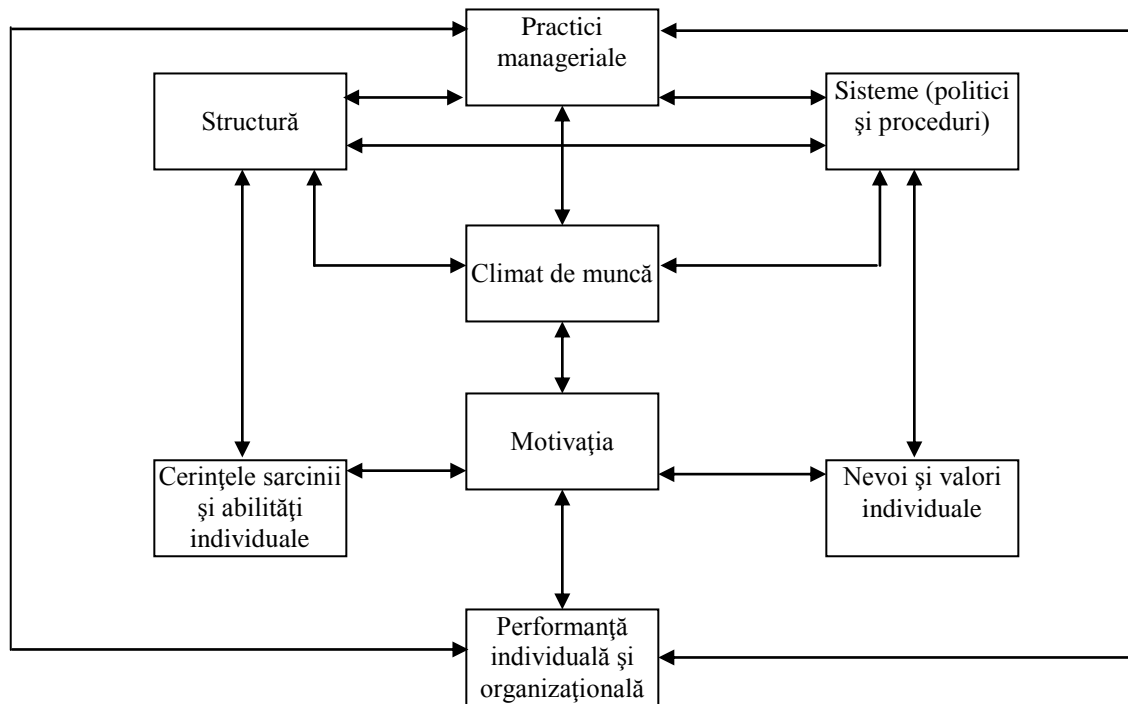 Practici
manageriale
Structură
Sisteme (politici
şi proceduri)
Climat de muncă
Motivaţia
Cerinţele sarcinii
şi abilităţi
individuale
Nevoi şi valori
individuale
Performanţă
individuală şi
organizaţională